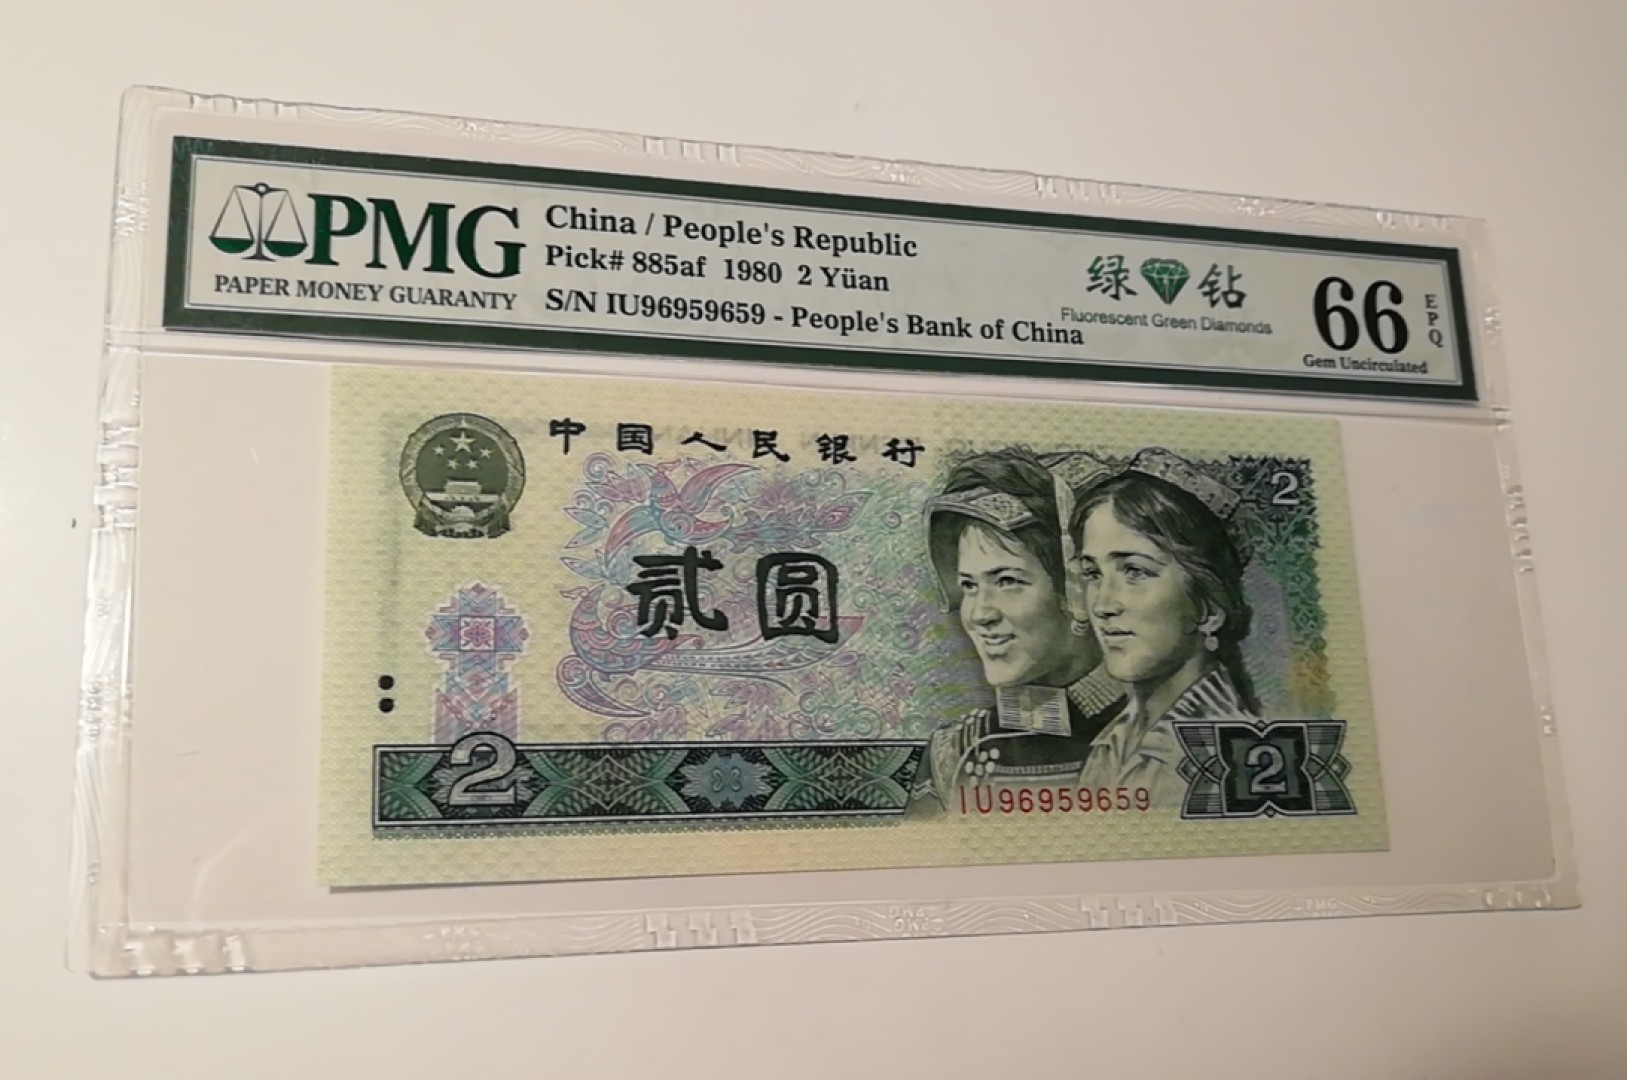 PMG
PAPER MONEY GUARANTY
China / People's Republic
Pick# 885af 1980 2 Yüan
S/N IU96959659 - People's Bank of China
绿 钻
Fluorescent Green Diamonds
66
EPQ
Gem Uncirculated
中国人民银行
2
贰圆
2
2
IU96959659